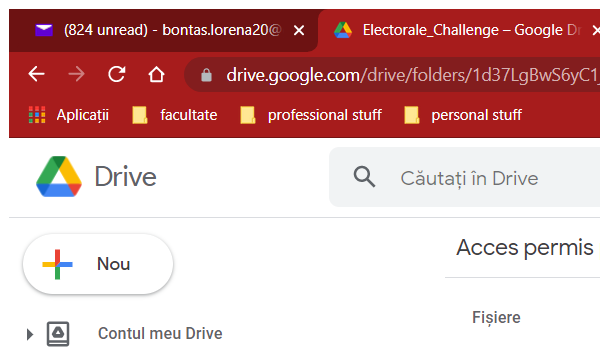 (824 unread) - bontas.lorena20@ Electorale_Challenge – Google Dr
drive.google.com/drive/folders/1d37LgBwS6yC1
Aplicații facultate professional stuff personal stuff
Drive Căutați în Drive
Nou Acces permis
Fișiere
Contul meu Drive